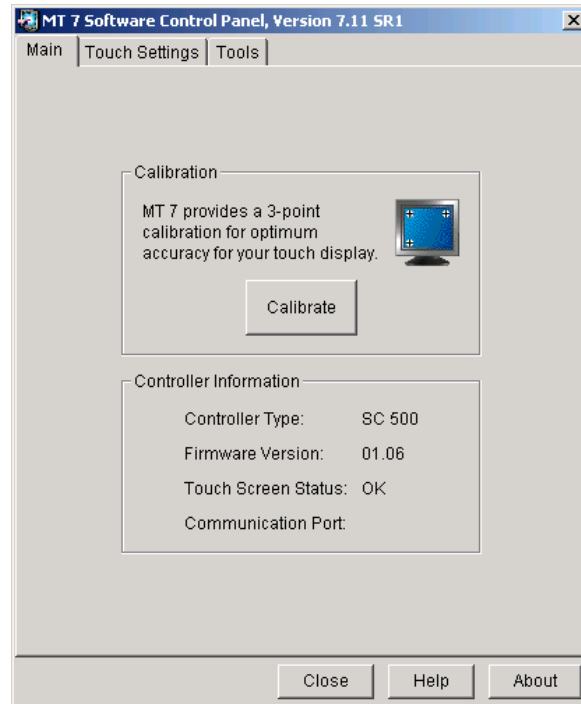 MT 7 Software Control Panel, Version 7.11 SR1
Main Touch Settings Tools
Calibration
MT 7 provides a 3-point
calibration for optimum
accuracy for your touch display.
Calibrate
Controller Information
Controller Type: SC 500
Firmware Version: 01.06
Touch Screen Status: OK
Communication Port:
Close Help About